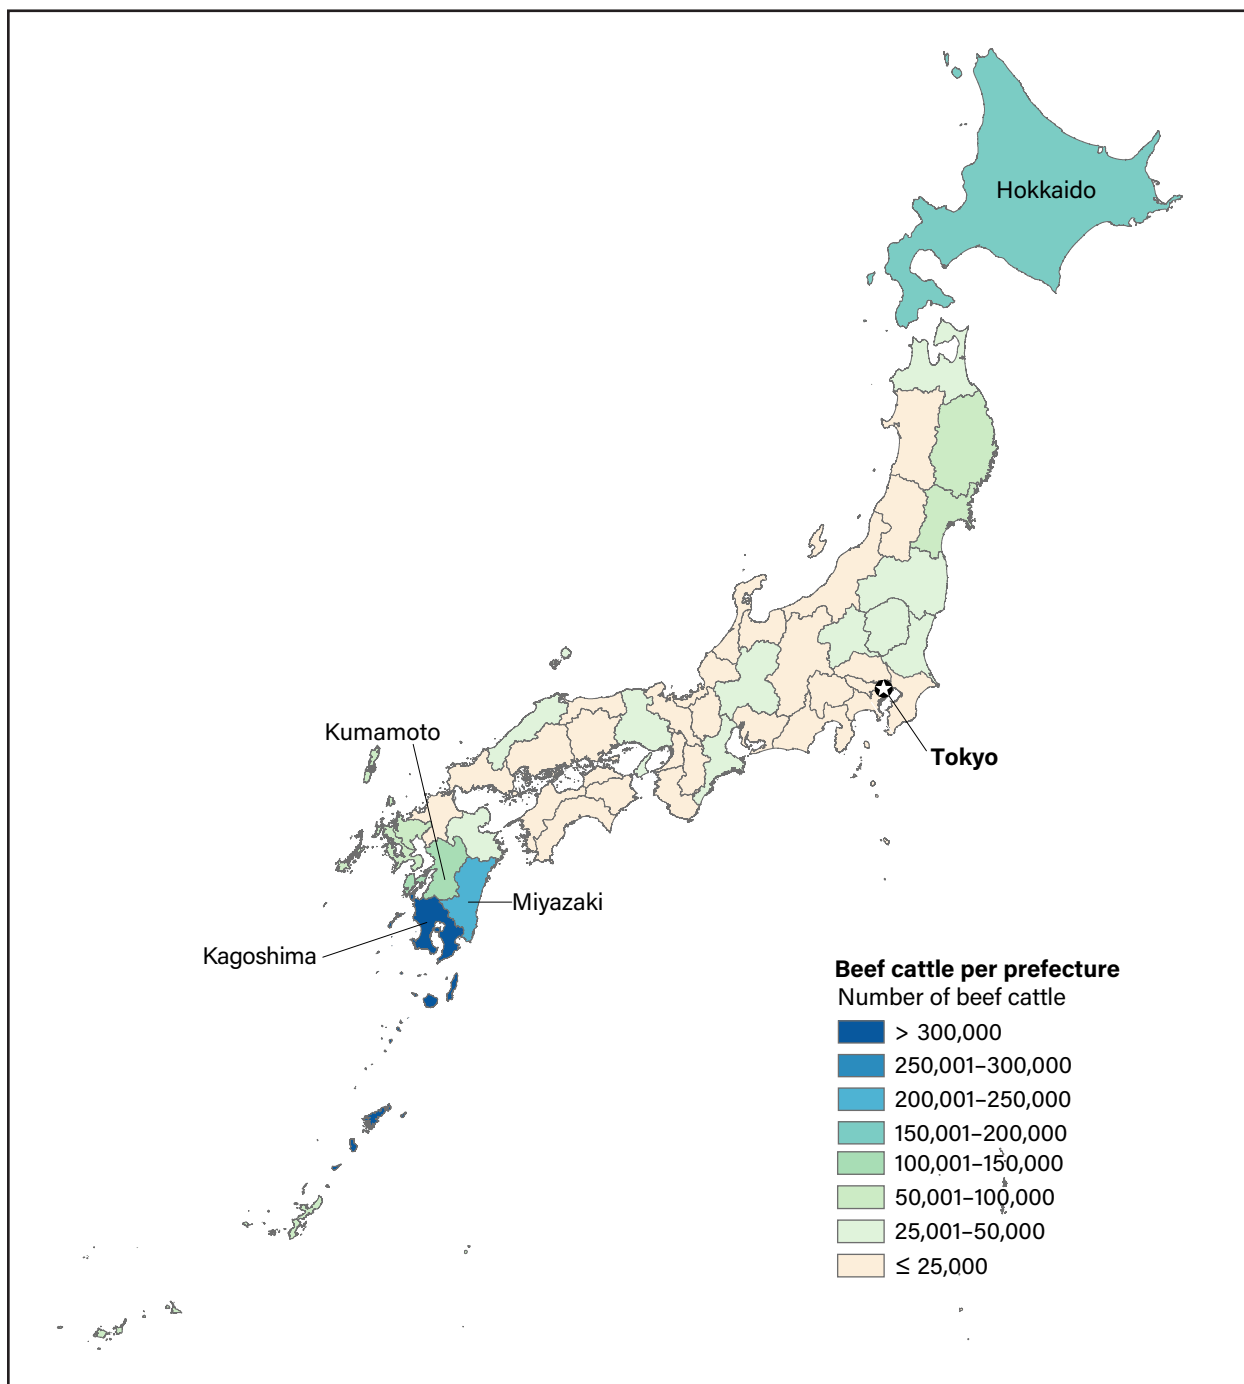 Hokkaido
Kumamoto
Tokyo
Miyazaki
Kagoshima
Beef cattle per prefecture
Number of beef cattle
> 300,000
250,001–300,000
200,001–250,000
150,001–200,000
100,001–150,000
50,001–100,000
25,001–50,000
≤ 25,000